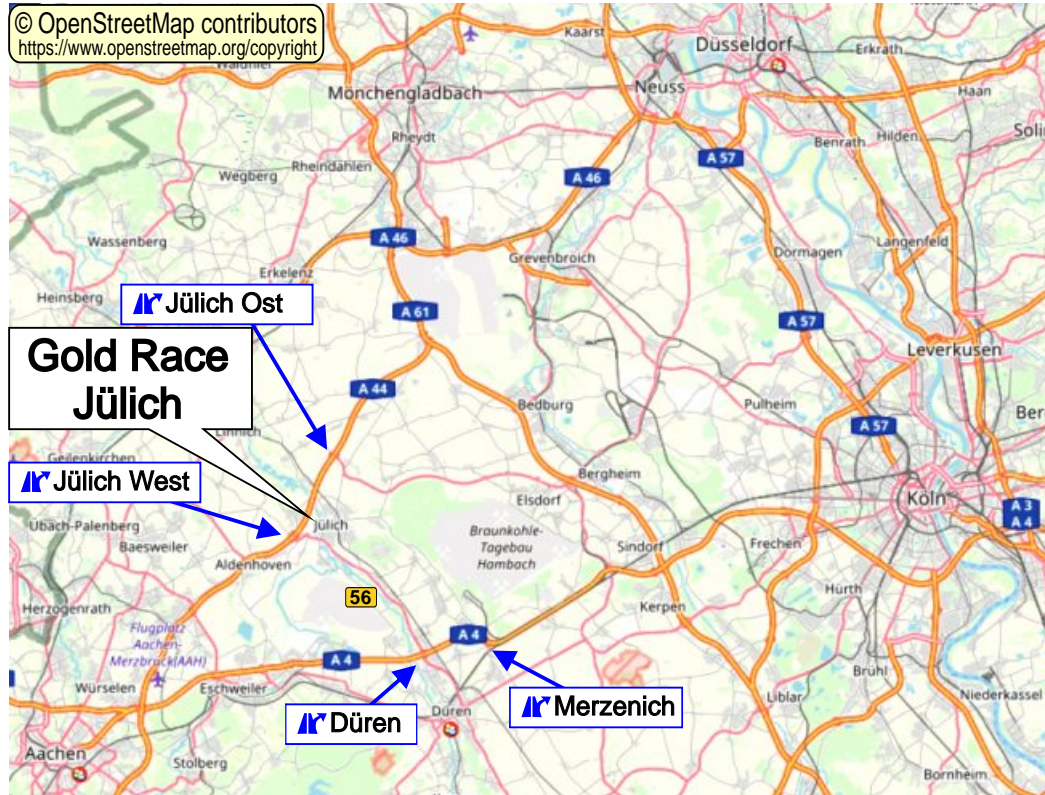 © OpenStreetMap contributors
https://www.openstreetmap.org/copyright
Kaarst
Düsseldorf
Erkrath
Neuss
Haan
Mönchengladbach
Rheydt
Hilden
Benrath
A 57
Rheindahlen
Wegberg
A 46
Wassenberg
A 46
Langenfeld
Dormagen
Grevenbroich
Erkelenz
Heinsberg
Jülich Ost
A 61
A 57
Gold Race
Jülich
Leverkusen
A 44
Bedburg
Pulheim
A 57
Linnich
Geilenkirchen
Jülich West
Bergheim
Elsdorf
Köln
A 3
A 4
Übach-Palenberg
Jülich
Braunkohle-
Tagebau
Hambach
Baesweiler
Sindorf
Frechen
Aldenhoven
Hürth
56
Herzogenrath
Kerpen
Flugplatz
Aachen-
Merzbrück(AAH)
A 4
A 4
Brühl
Würselen
Eschweiler
Liblar
Niederkassel
Düren
Düren
Merzenich
Aachen
Stolberg
Bornheim